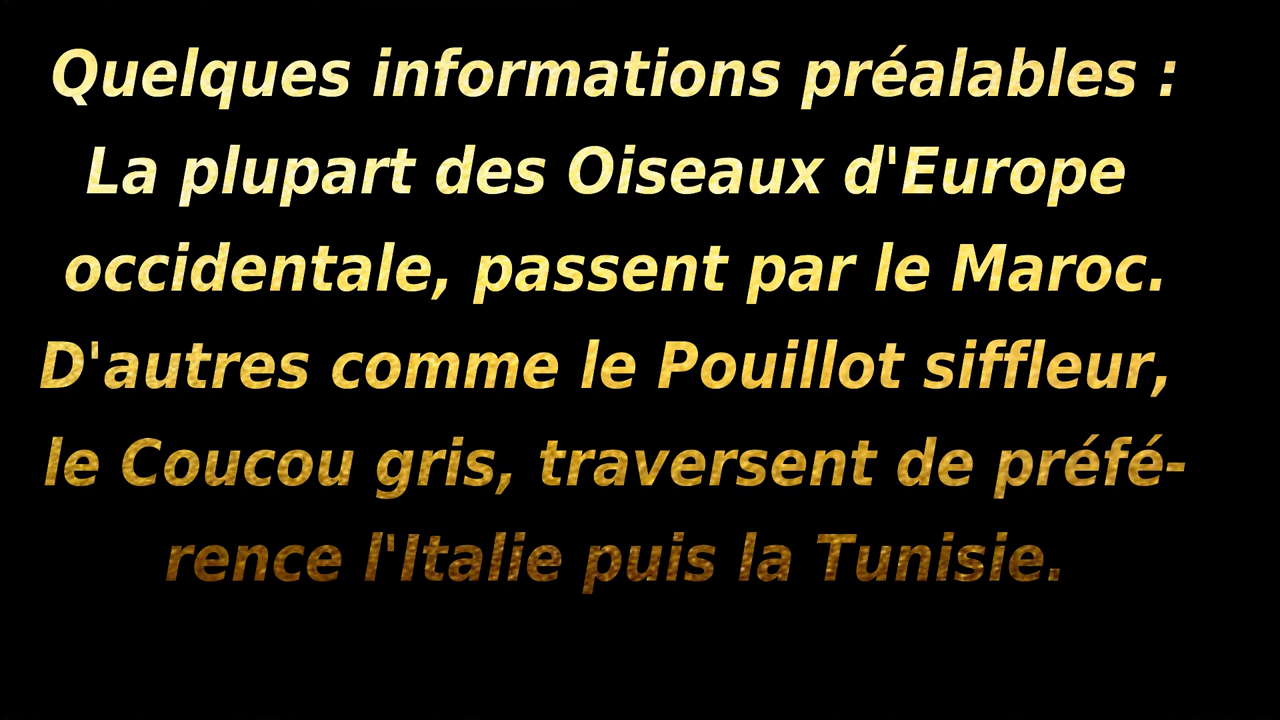 Quelques informations préalables :
La plupart des Oiseaux d'Europe
occidentale, passent par le Maroc.
D'autres comme le Pouillot siffleur,
le Coucou gris, traversent de préfé-
rence l'Italie puis la Tunisie.